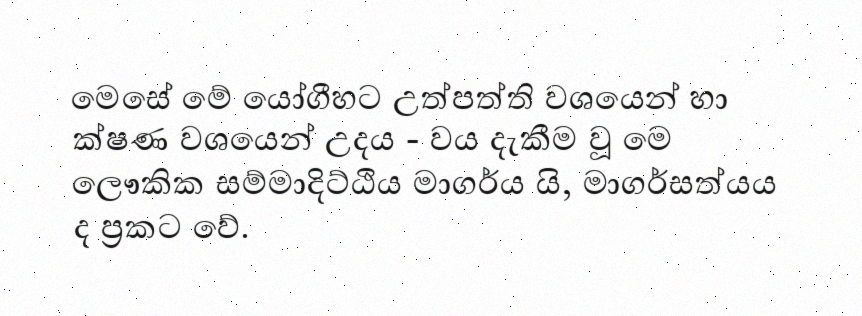 මෙසේ මේ යෝගීහට උත්පත්ති වශයෙන් හා
ක්ෂණ වශයෙන් උදය - වය දැකීම වූ මෙ
ලෞකික සම්මාදිට්ඨිය මාගර්ය යි, මාගර්සත්යය
ද ප්‍රකට වේ.